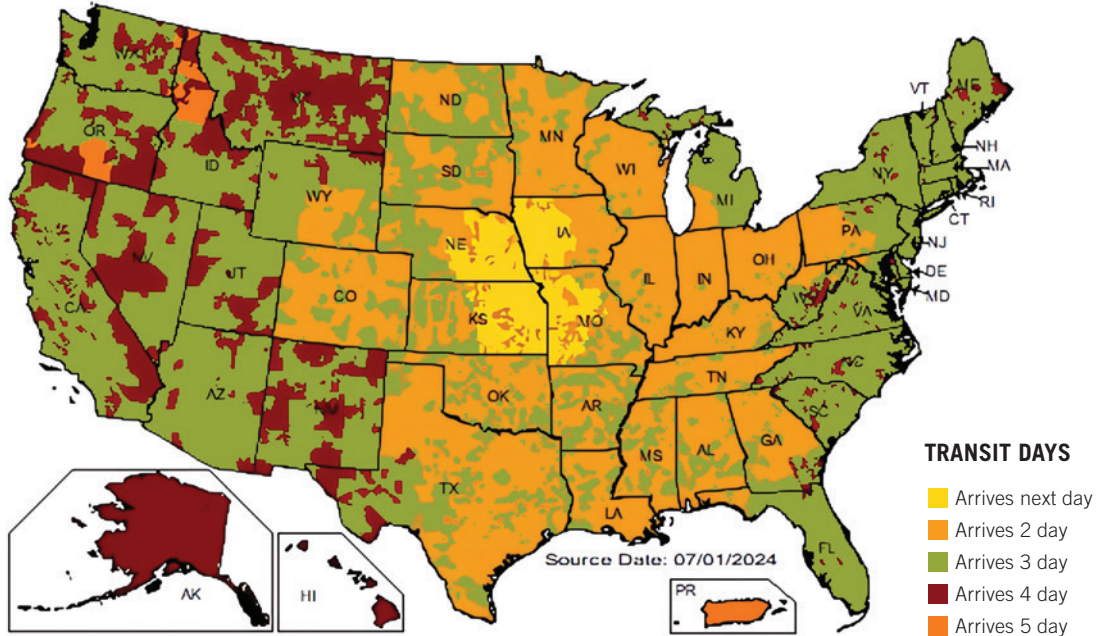 VT
WA
ME
MT
ND
MN
OR
NH
MA
ID
SD
WI
NY
WY
MI
RI
CT
NE
IA
PA
NJ
NV
UT
OH
DE
IL
IN
MD
CO
CA
KS
MO
VA
KY
NC
TN
AZ
OK
AR
SC
NM
GA
MS
AL
TX
TRANSIT DAYS
LA
Arrives next day
Arrives 2 day
FL
Source Date: 07/01/2024
Arrives 3 day
PR
AK
HI
Arrives 4 day
Arrives 5 day